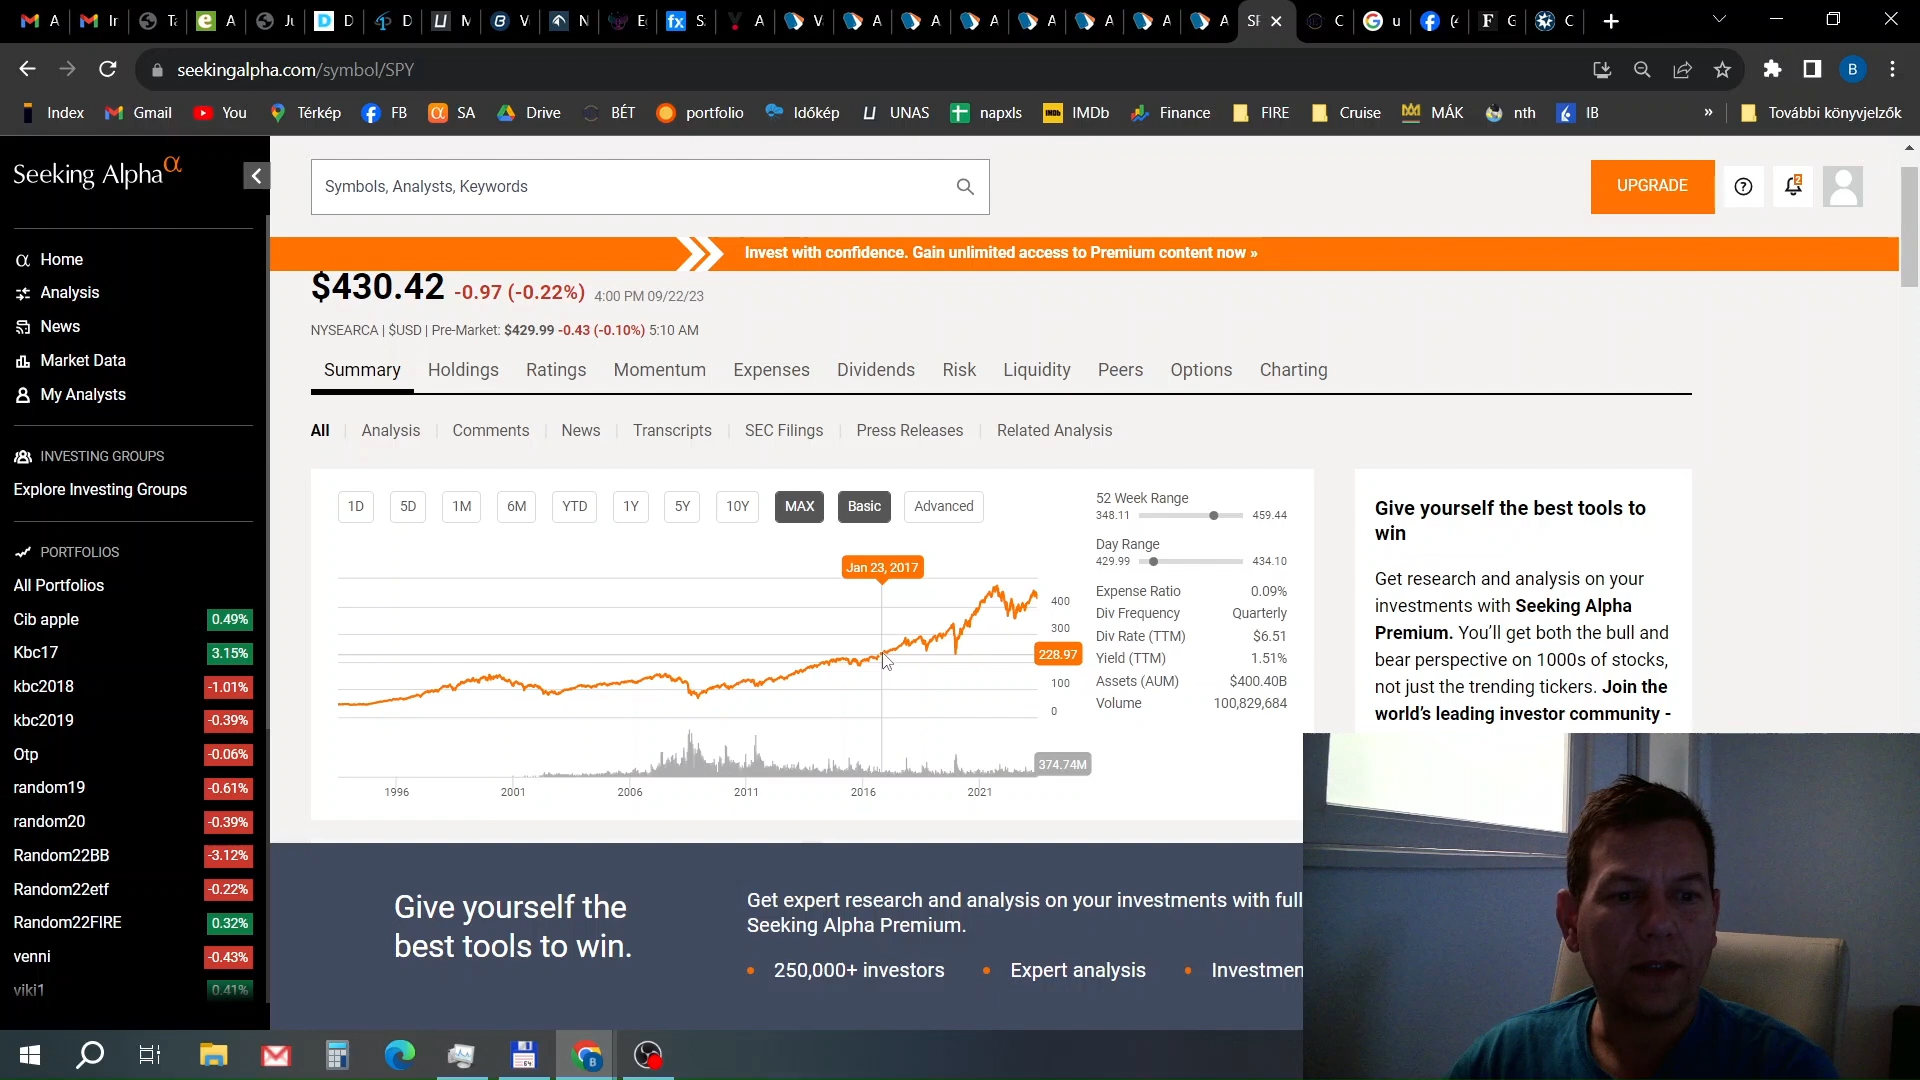 seekingalpha.com/symbol/SPY
B
Index Gmail You Térkép FB SA Drive BÉT portfolio Időkép UNAS napxls IMDb Finance FIRE Cruise MÁK nth IB » További könyvjelzők
Seeking Alpha α
Symbols, Analysts, Keywords
UPGRADE
2
Invest with confidence. Gain unlimited access to Premium content now »
Home
Analysis
News
Market Data
My Analysts
INVESTING GROUPS
Explore Investing Groups
PORTFOLIOS
All Portfolios
Cib apple 0.49%
Kbc17 3.15%
kbc2018 -1.01%
kbc2019 -0.39%
Otp -0.06%
random19 -0.61%
random20 -0.39%
Random22BB -3.12%
Random22etf -0.22%
Random22FIRE 0.32%
venni -0.43%
viki1 0.41%
$430.42 -0.97 (-0.22%) 4:00 PM 09/22/23
NYSEARCA | $USD | Pre-Market: $429.99 -0.43 (-0.10%) 5:10 AM
Summary Holdings Ratings Momentum Expenses Dividends Risk Liquidity Peers Options Charting
All Analysis Comments News Transcripts SEC Filings Press Releases Related Analysis
1D 5D 1M 6M YTD 1Y 5Y 10Y MAX Basic Advanced
Jan 23, 2017
400
300
228.97
100
0
374.74M
1996 2001 2006 2011 2016 2021
52 Week Range
348.11 459.44
Day Range
429.99 434.10
Expense Ratio 0.09%
Div Frequency Quarterly
Div Rate (TTM) $6.51
Yield (TTM) 1.51%
Assets (AUM) $400.40B
Volume 100,829,684
Give yourself the best tools to
win
Get research and analysis on your
investments with Seeking Alpha
Premium. You'll get both the bull and
bear perspective on 1000s of stocks,
not just the trending tickers. Join the
world's leading investor community -
Give yourself the
best tools to win.
Get expert research and analysis on your investments with full
Seeking Alpha Premium.
250,000+ investors Expert analysis Investmen